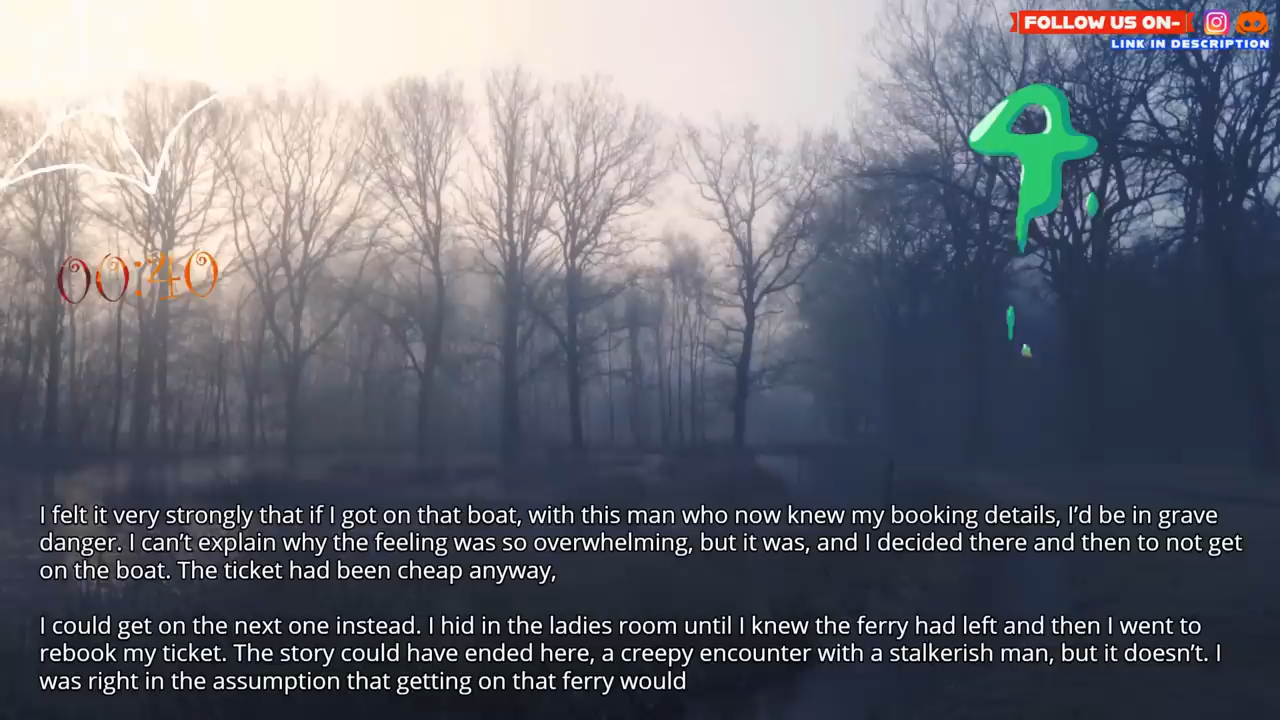 FOLLOW US ON-
LINK IN DESCRIPTION
00:40
I felt it very strongly that if I got on that boat, with this man who now knew my booking details, I’d be in grave
danger. I can’t explain why the feeling was so overwhelming, but it was, and I decided there and then to not get
on the boat. The ticket had been cheap anyway,
I could get on the next one instead. I hid in the ladies room until I knew the ferry had left and then I went to
rebook my ticket. The story could have ended here, a creepy encounter with a stalkerish man, but it doesn’t. I
was right in the assumption that getting on that ferry would